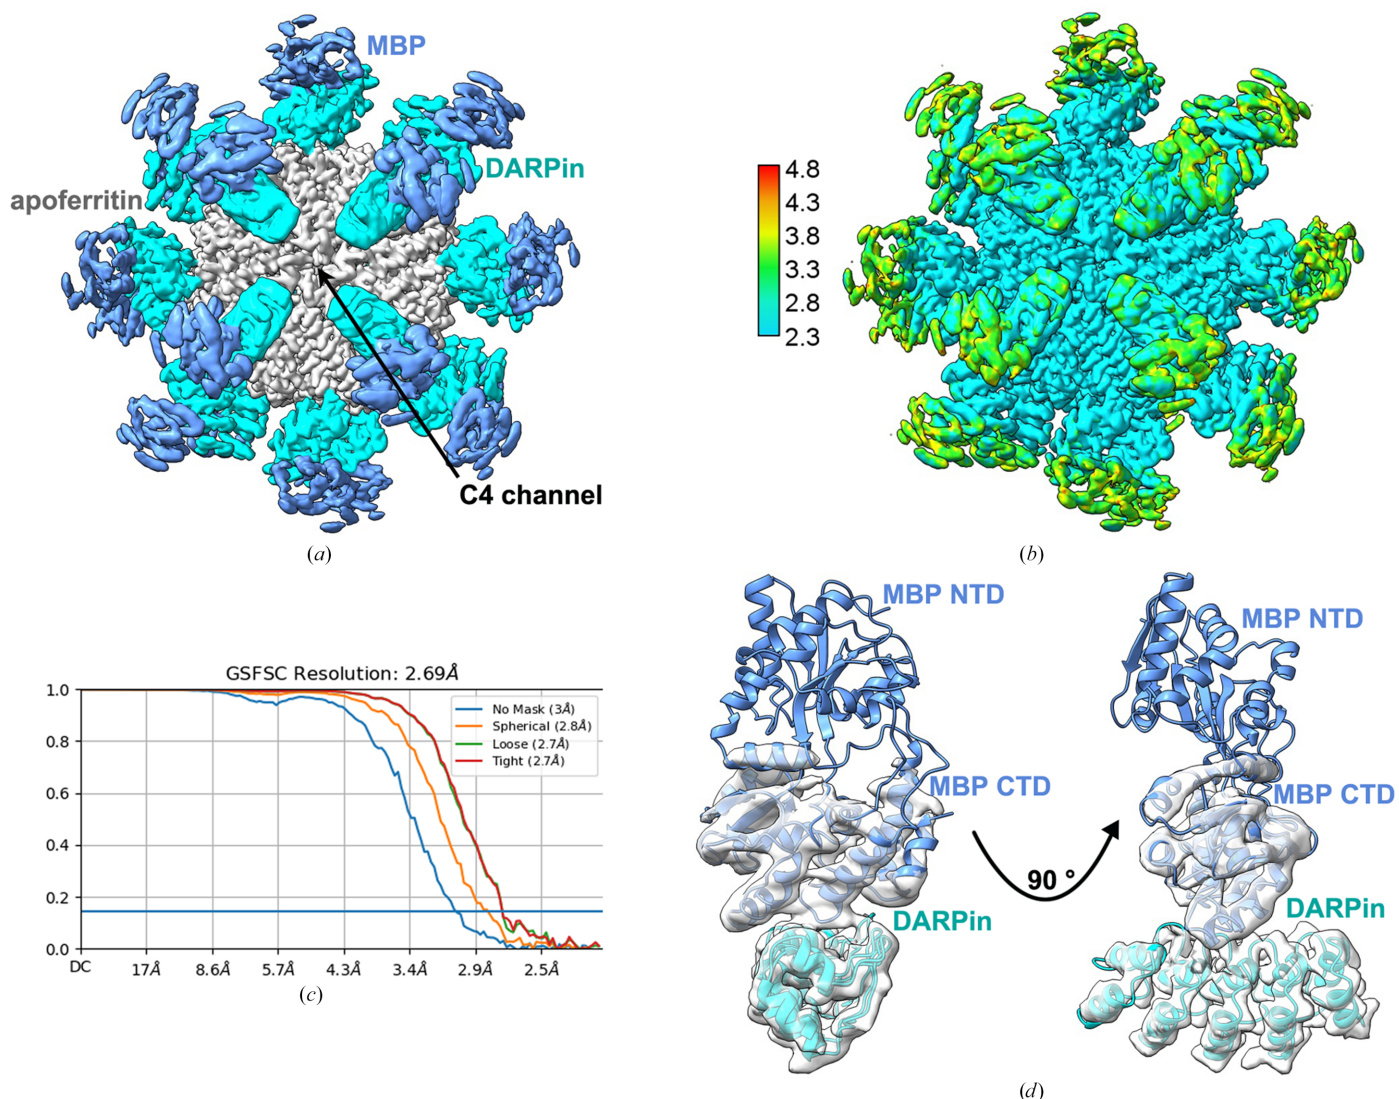 MBP
DARPin
apoferritin
C4 channel
(a)
4.8
4.3
3.8
3.3
2.8
2.3
(b)
GSFSC Resolution: 2.69Å
1.0
0.8
0.6
0.4
0.2
0.0
No Mask (3Å)
Spherical (2.8Å)
Loose (2.7Å)
Tight (2.7Å)
DC 17Å 8.6Å 5.7Å 4.3Å 3.4Å 2.9Å 2.5Å
(c)
MBP NTD
MBP CTD
DARPin
90 °
MBP NTD
MBP CTD
DARPin
(d)